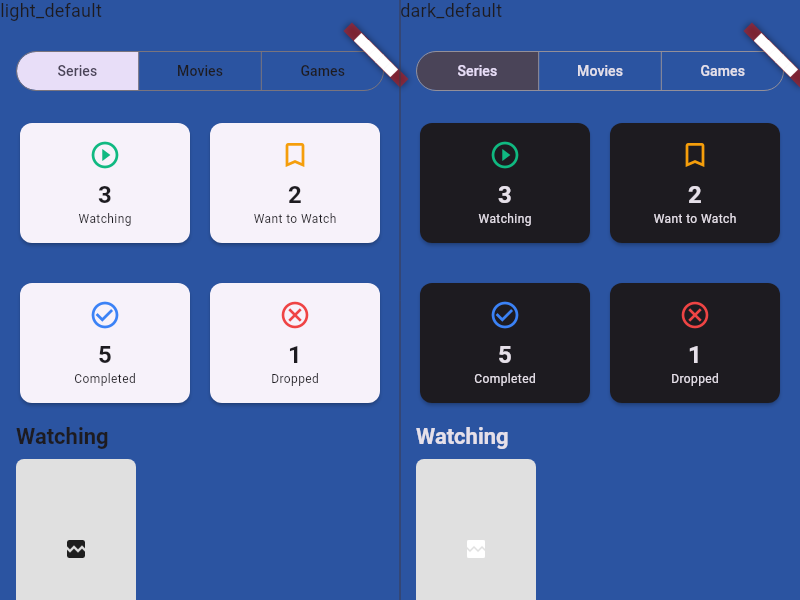 light_default
dark_default
Series
Movies
Games
Series
Movies
Games
3
Watching
2
Want to Watch
3
Watching
2
Want to Watch
5
Completed
1
Dropped
5
Completed
1
Dropped
Watching
Watching